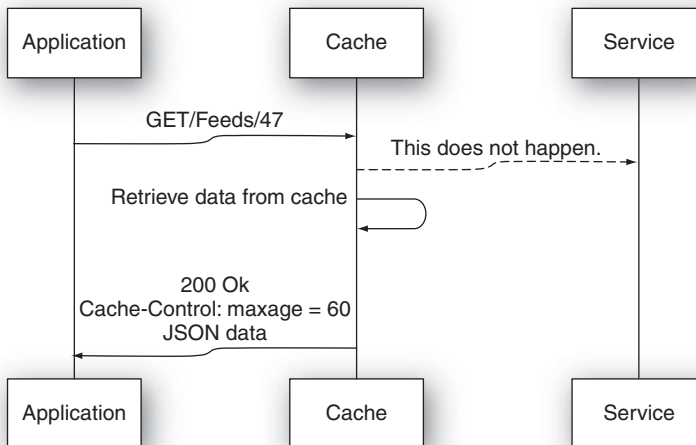 Application
Cache
Service
GET/Feeds/47
This does not happen.
Retrieve data from cache
200 Ok
Cache-Control: maxage = 60
JSON data
Application
Cache
Service